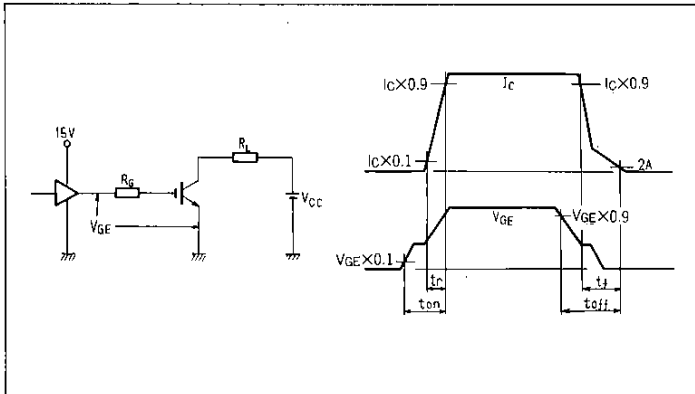 15V
RG
VGE
RL
VCC
IC×0.9
IC
IC×0.9
IC×0.1
2A
VGE
VGE×0.9
VGE×0.1
tr
ton
tf
toff